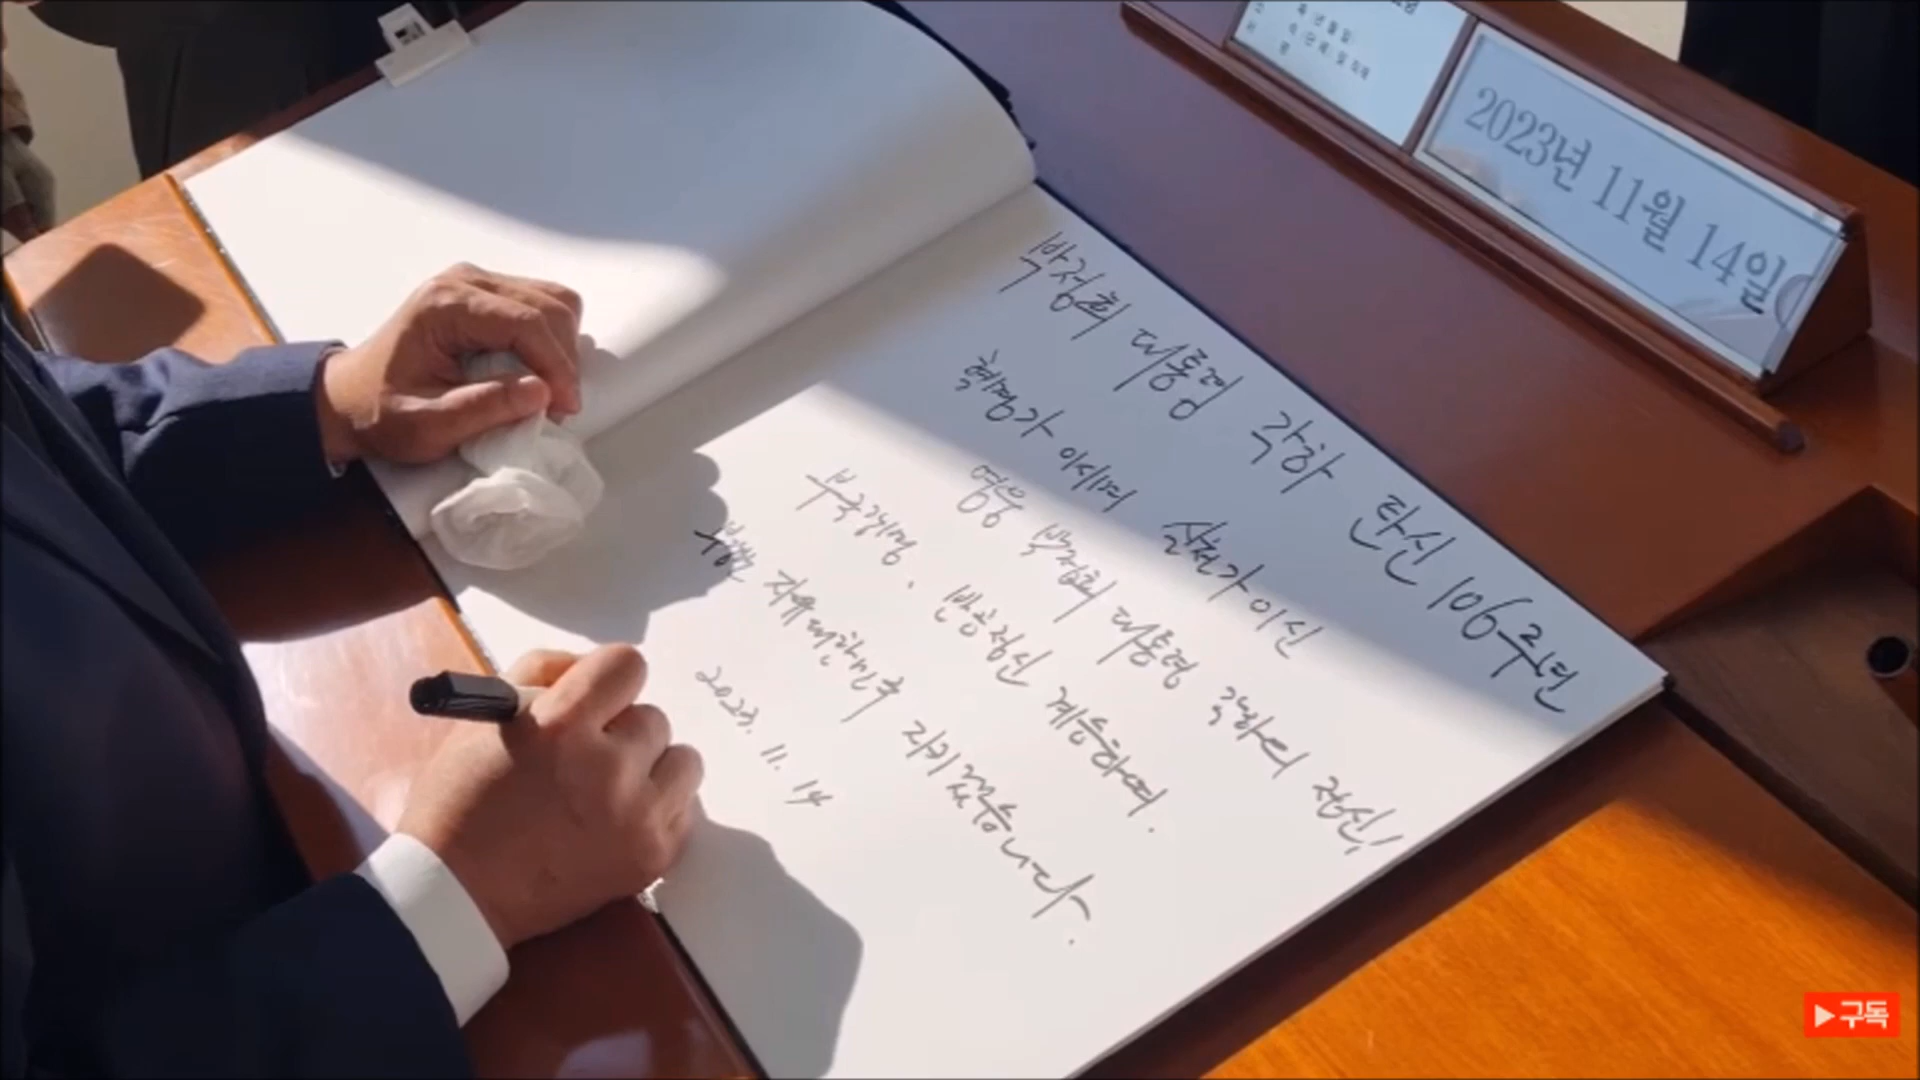 2023년 11월 14일
박정희 대통령 각하 탄신 106주년
혁명가 이시며 실천가 이신
영웅 박정희 대통령 각하의 정신!
부국강병, 반공정신 계승하여.
자유대한민국 지키겠습니다.
2023. 11. 14
구독